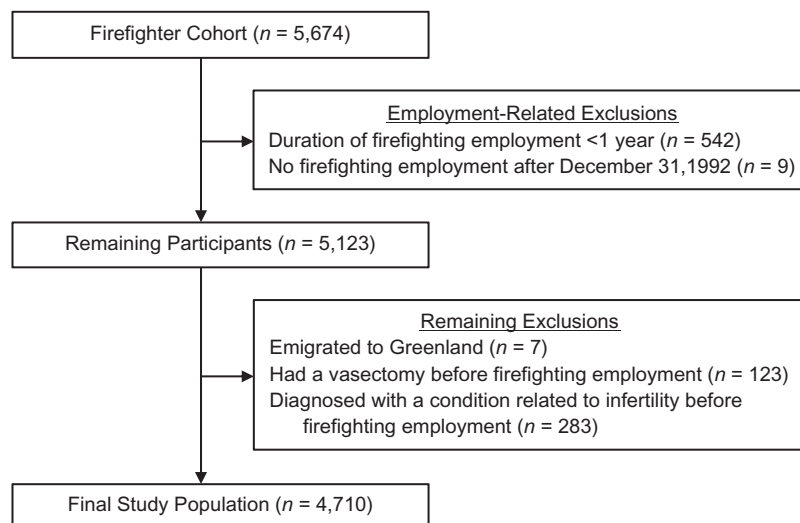 Firefighter Cohort (n = 5,674)
Employment-Related Exclusions
Duration of firefighting employment <1 year (n = 542)
No firefighting employment after December 31,1992 (n = 9)
Remaining Participants (n = 5,123)
Remaining Exclusions
Emigrated to Greenland (n = 7)
Had a vasectomy before firefighting employment (n = 123)
Diagnosed with a condition related to infertility before
firefighting employment (n = 283)
Final Study Population (n = 4,710)